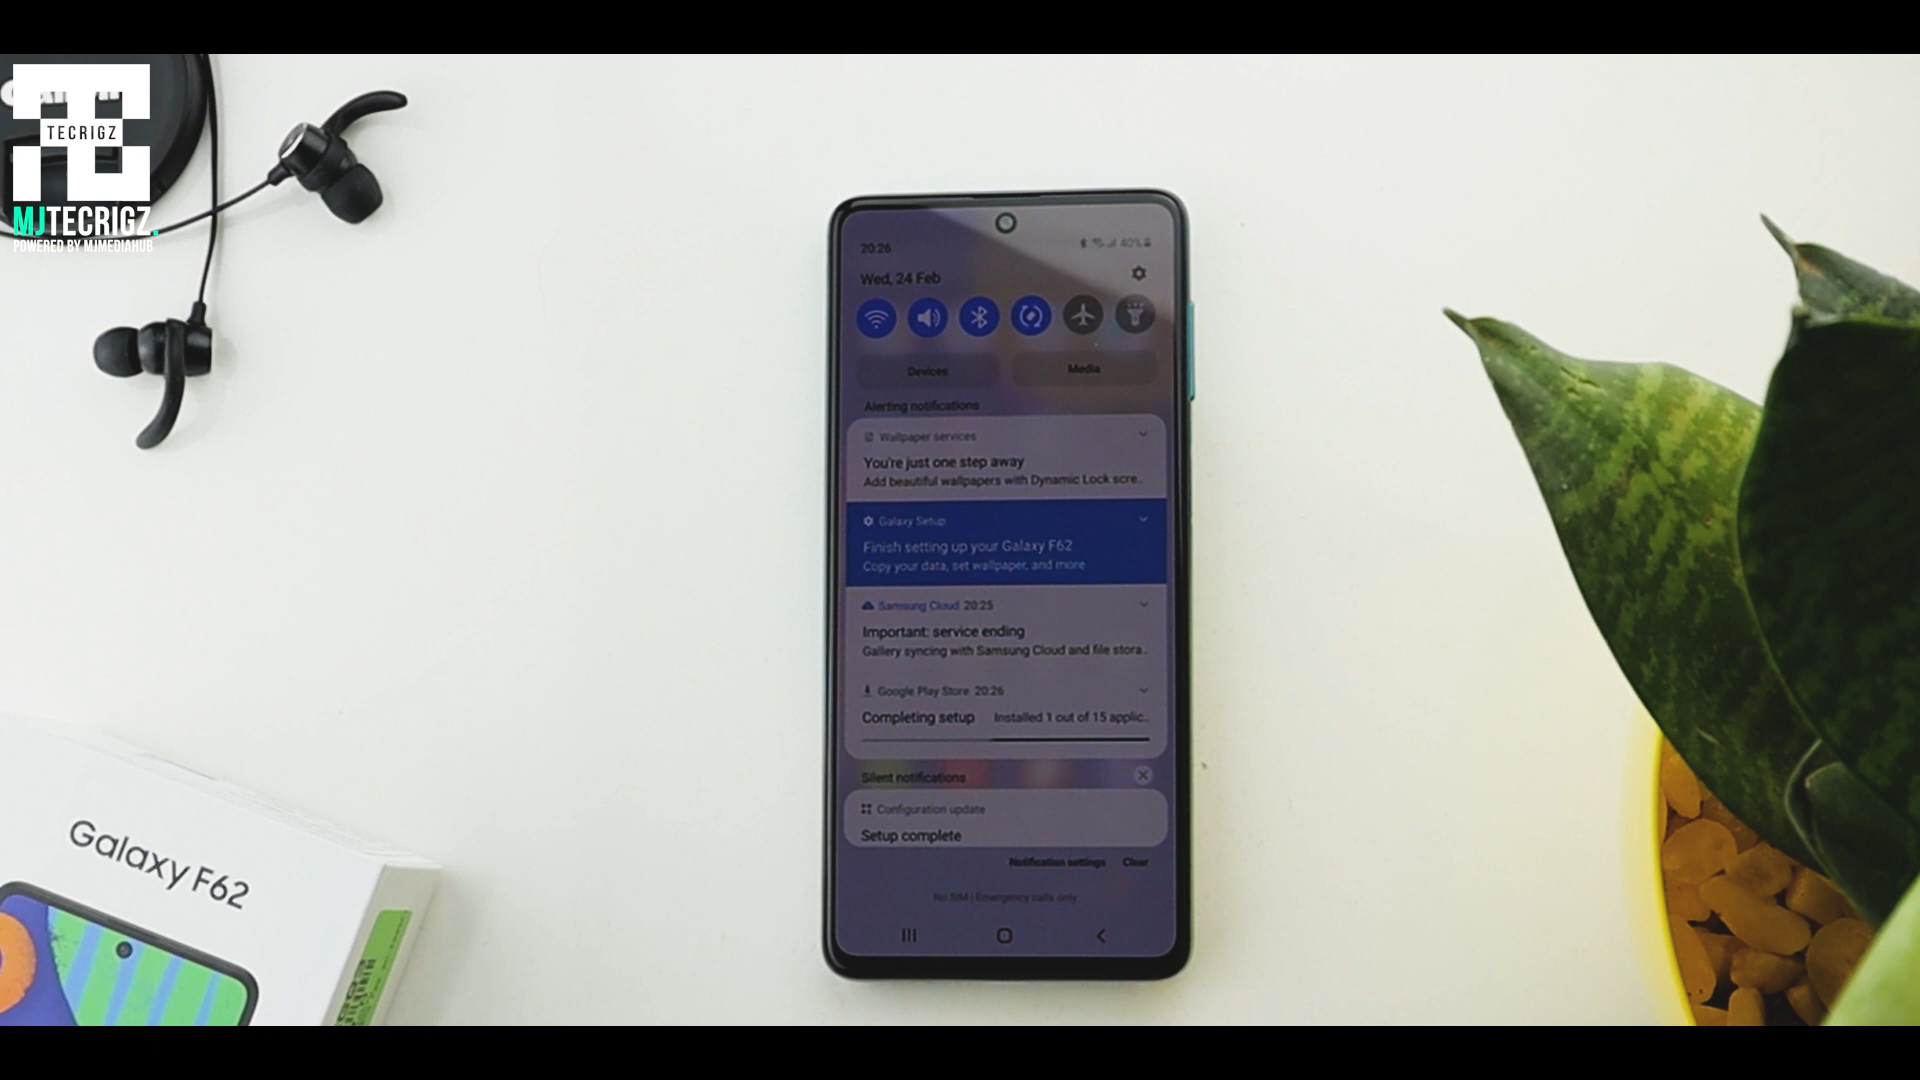 TECRIGZ
MJTECRIGZ.
POWERED BY MJMEDIAHUB
20:26
40%
Wed, 24 Feb
Devices
Media
Alerting notifications
Wallpaper services
You're just one step away
Add beautiful wallpapers with Dynamic Lock scre..
Galaxy Setup
Finish setting up your Galaxy F62
Copy your data, set wallpaper, and more
Samsung Cloud 20:25
Important: service ending
Gallery syncing with Samsung Cloud and file stora..
Google Play Store 20:26
Completing setup Installed 1 out of 15 applic..
Silent notifications
Configuration update
Setup complete
Notification settings Clear
No SIM | Emergency calls only
Galaxy F62